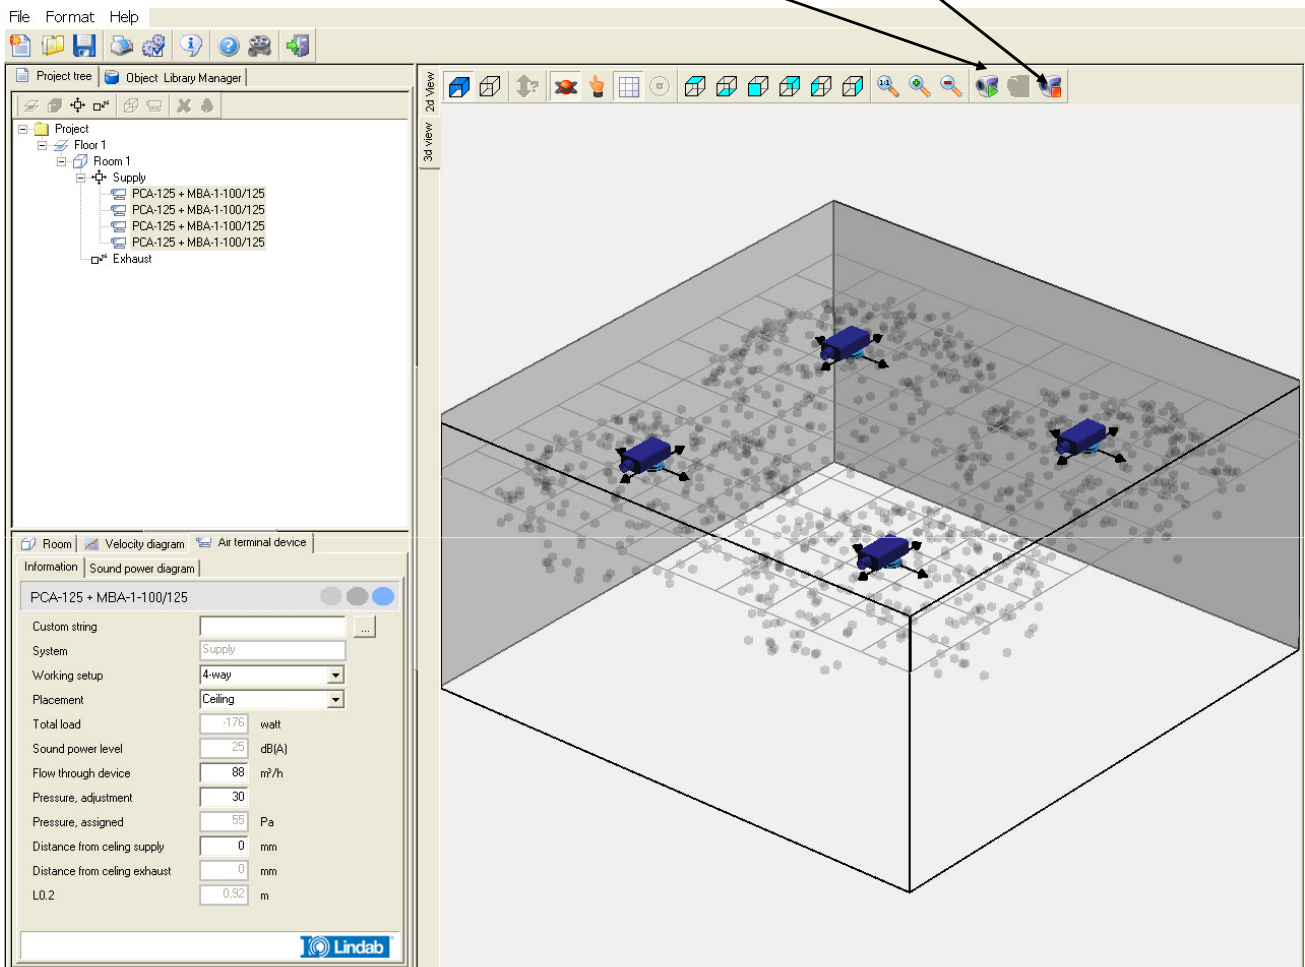 File Format Help
Project tree Object Library Manager
Project
Floor 1
Room 1
Supply
PCA-125 + MBA-1-100/125
PCA-125 + MBA-1-100/125
PCA-125 + MBA-1-100/125
PCA-125 + MBA-1-100/125
Exhaust
2d View
3d view
1:1
Room Velocity diagram Air terminal device
Information Sound power diagram
PCA-125 + MBA-1-100/125
Custom string ...
System Supply
Working setup 4-way
Placement Ceiling
Total load -176 watt
Sound power level 25 dB(A)
Flow through device 88 m³/h
Pressure, adjustment 30
Pressure, assigned 55 Pa
Distance from celing supply 0 mm
Distance from celing exhaust 0 mm
L0.2 0,92 m
Lindab